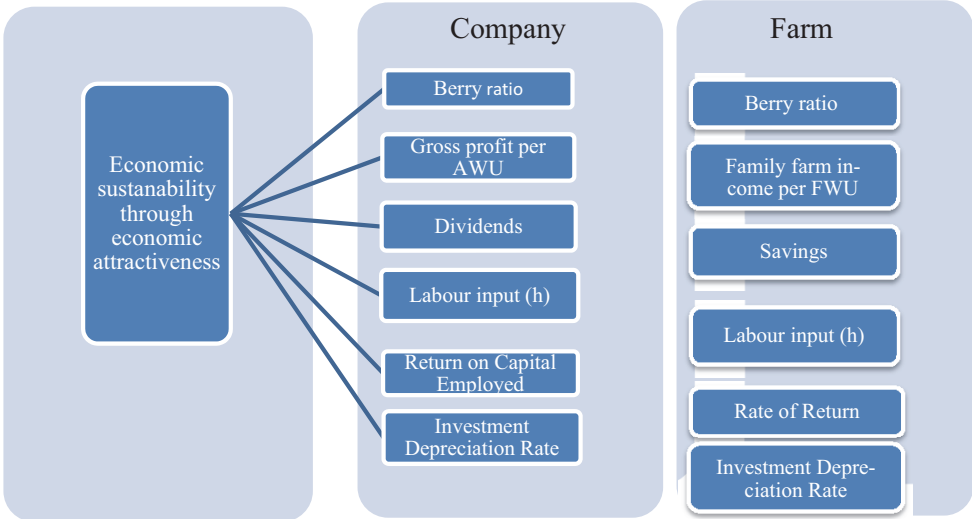 Economic
sustanability
through
economic
attractiveness
Company
Berry ratio
Gross profit per
AWU
Dividends
Labour input (h)
Return on Capital
Employed
Investment
Depreciation Rate
Farm
Berry ratio
Family farm in-
come per FWU
Savings
Labour input (h)
Rate of Return
Investment Depre-
ciation Rate